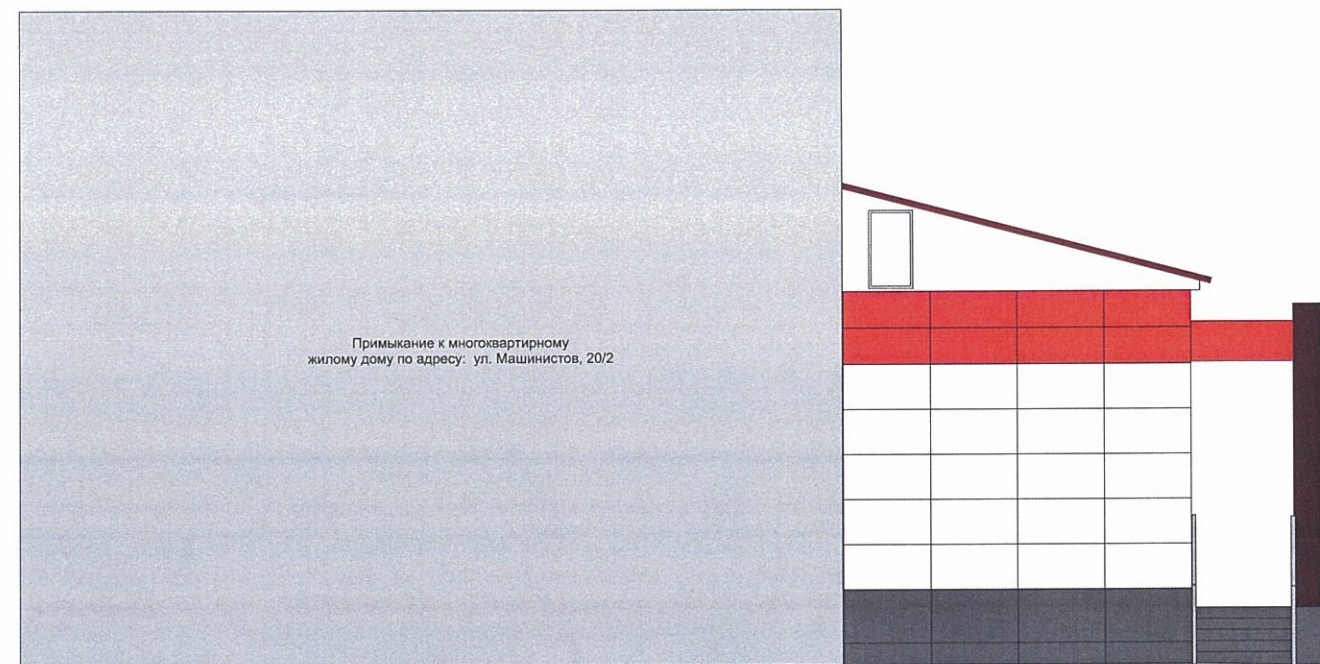 Примыкание к многоквартирному
жилому дому по адресу: ул. Машинистов, 20/2